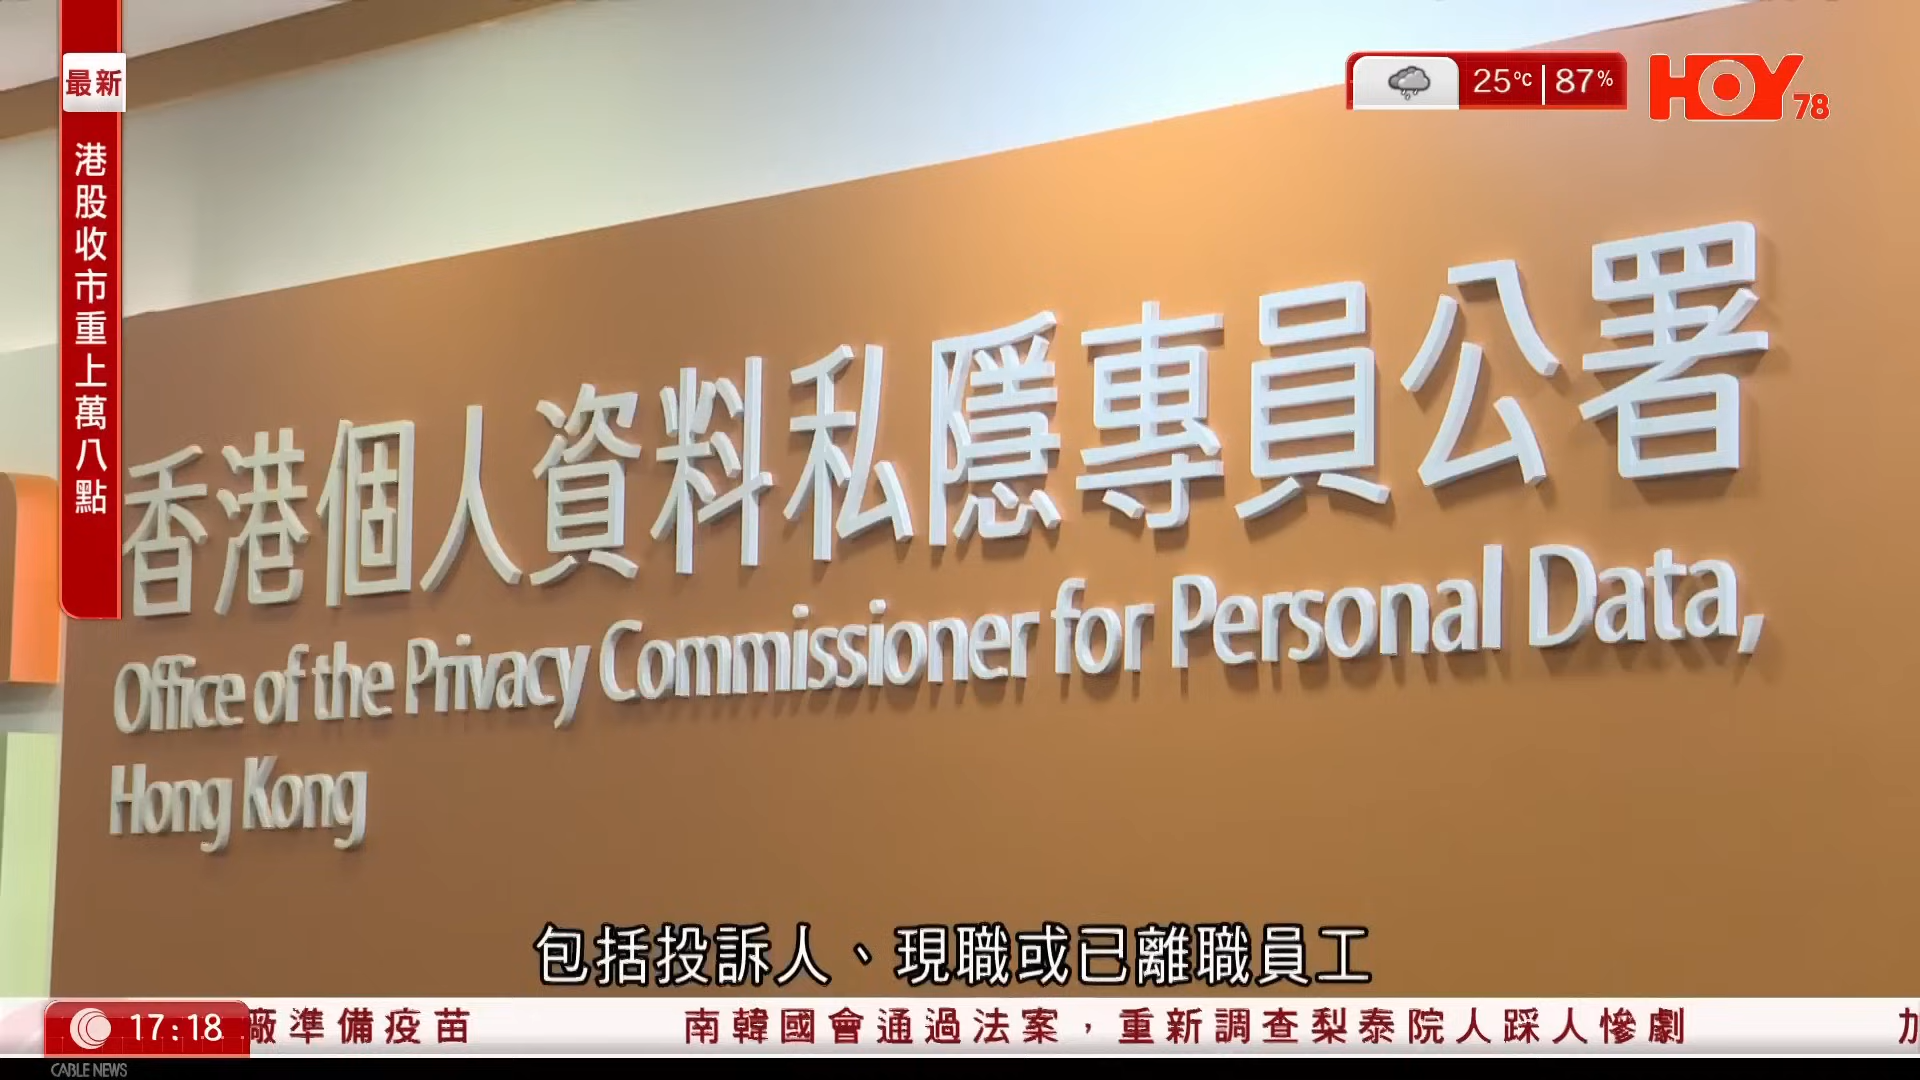 最新
港股收市重上萬八點
25°C 87%
HOY 78
香港個人資料私隱專員公署
Office of the Privacy Commissioner for Personal Data,
Hong Kong
包括投訴人、現職或已離職員工
17:18
廠準備疫苗 南韓國會通過法案，重新調查梨泰院人踩人慘劇
CABLE NEWS